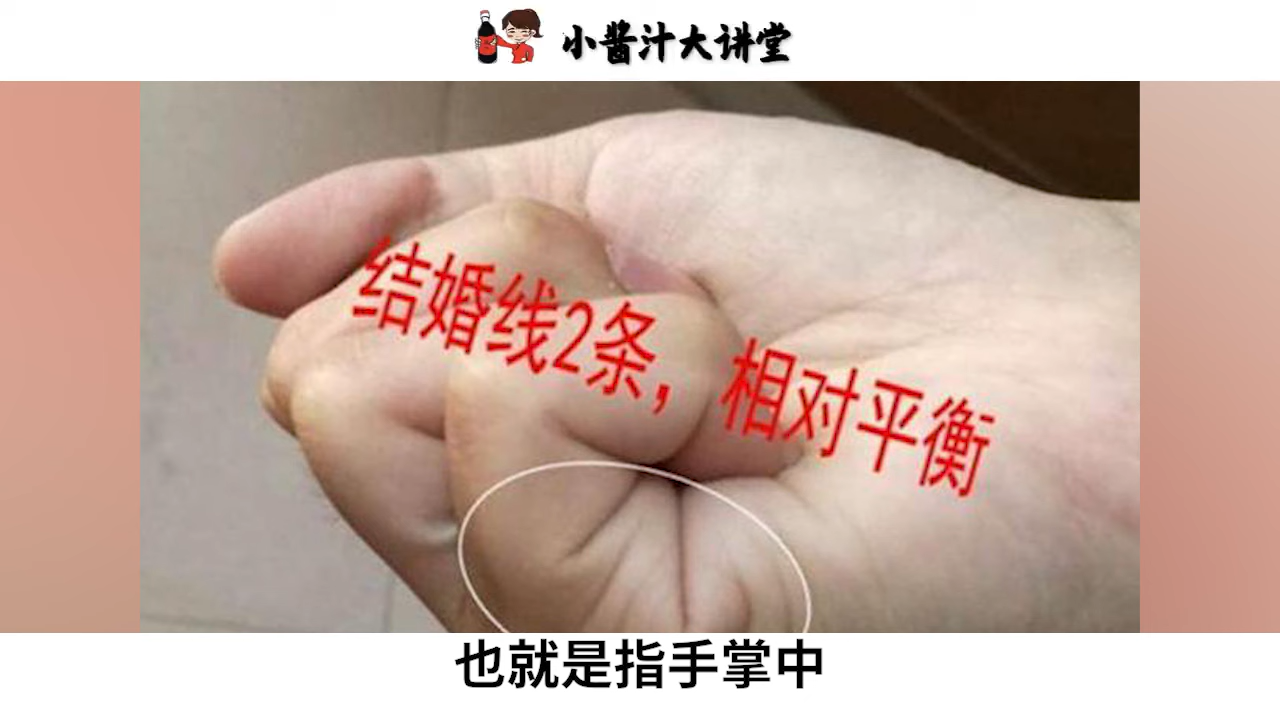 小酱汁大讲堂
结婚线2条，相对平衡
也就是指手掌中